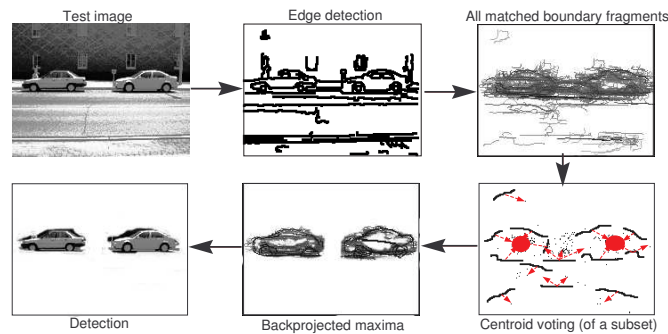 Test image
Edge detection
All matched boundary fragments
Detection
Backprojected maxima
Centroid voting (of a subset)